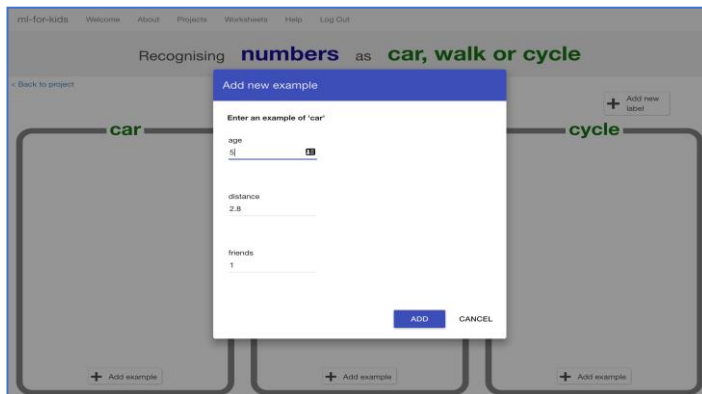 ml-for-kids Welcome About Projects Worksheets Help Log Out
Recognising numbers as car, walk or cycle
< Back to project
Add new label
car
cycle
Add new example
Enter an example of 'car'
age
5
distance
2.8
friends
1
ADD CANCEL
Add example
Add example
Add example